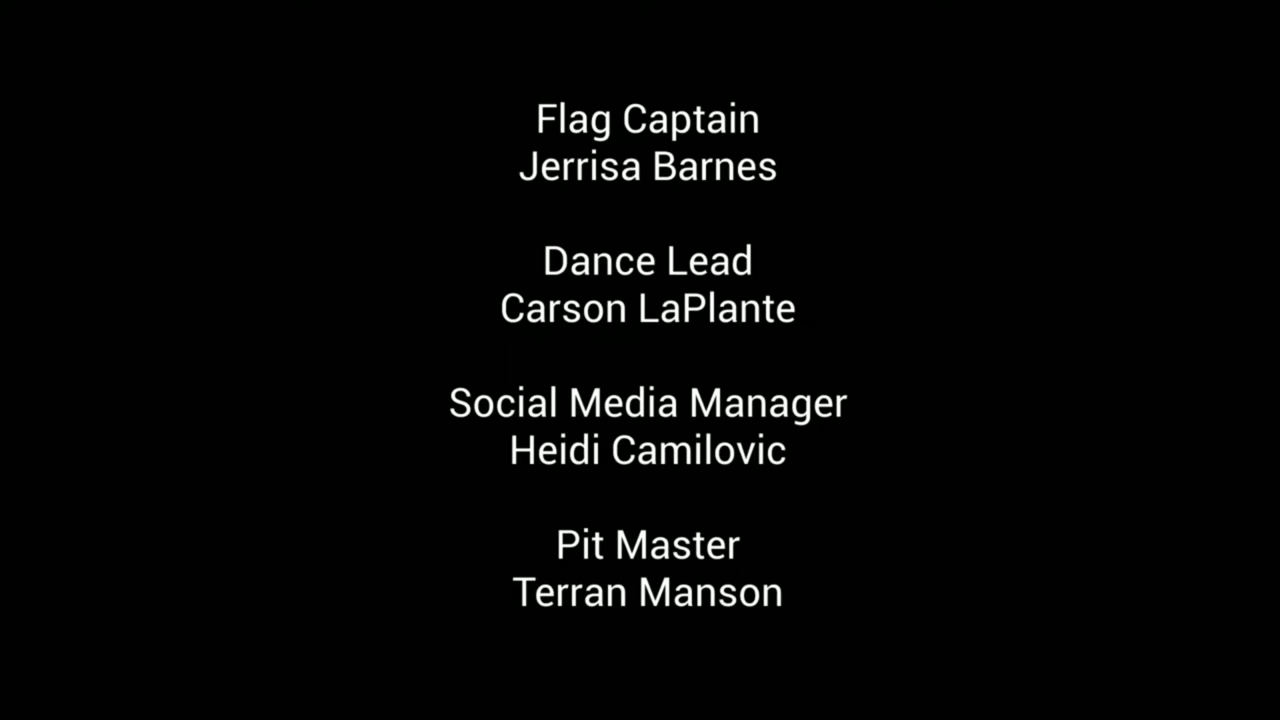 Flag Captain
Jerrisa Barnes
Dance Lead
Carson LaPlante
Social Media Manager
Heidi Camilovic
Pit Master
Terran Manson